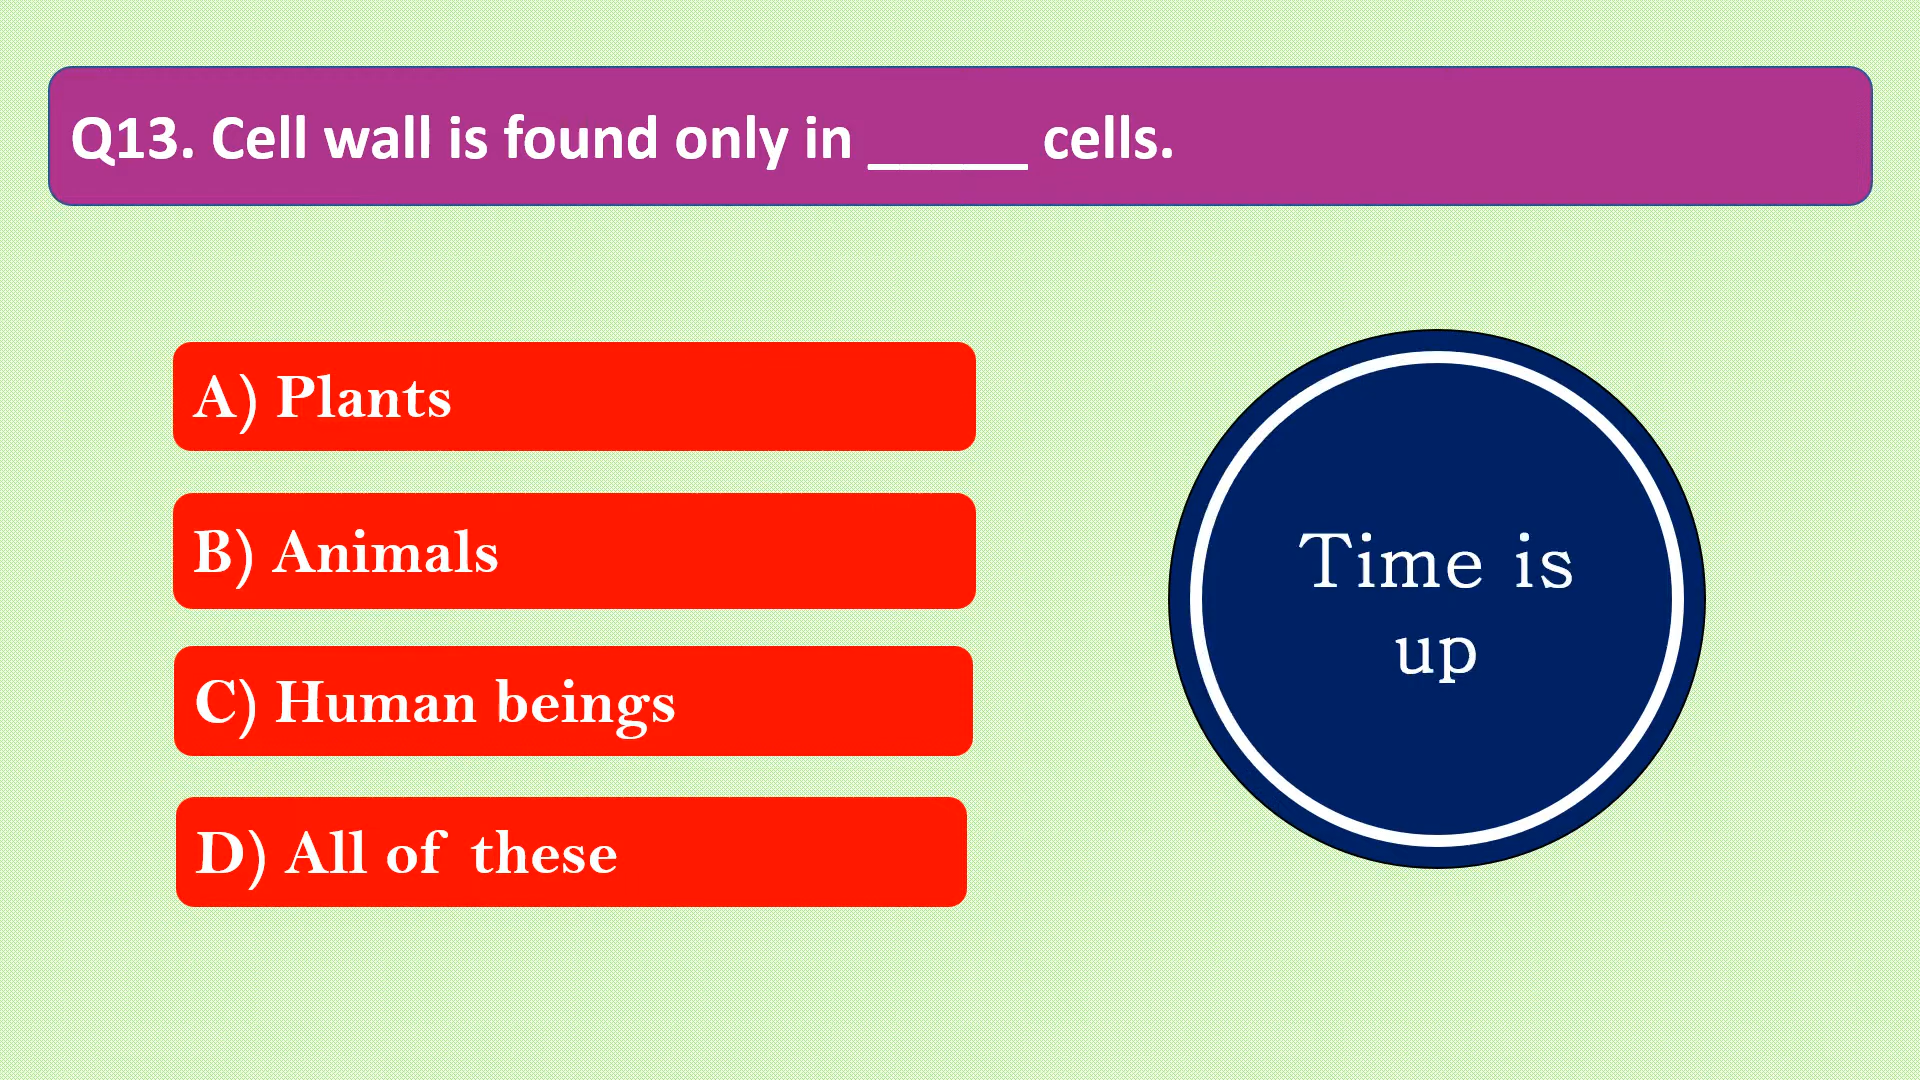 Q13. Cell wall is found only in _____ cells.
A) Plants
B) Animals
C) Human beings
D) All of these
Time is
up